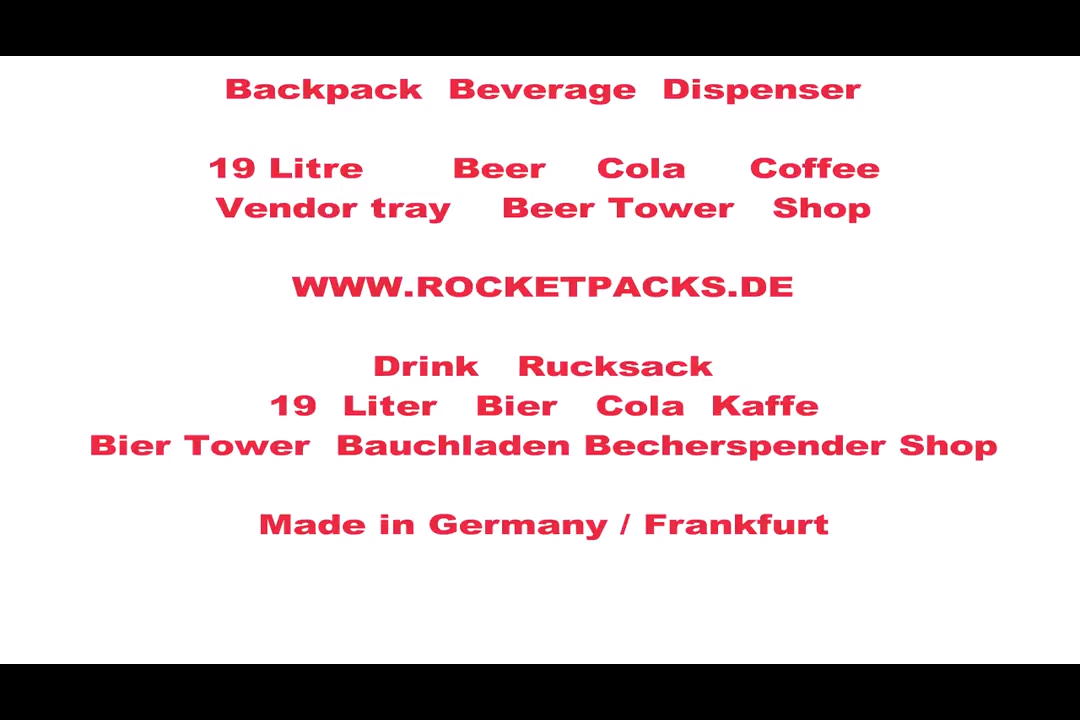 Backpack Beverage Dispenser
19 Litre Beer Cola Coffee
Vendor tray Beer Tower Shop
WWW.ROCKETPACKS.DE
Drink Rucksack
19 Liter Bier Cola Kaffe
Bier Tower Bauchladen Becherspender Shop
Made in Germany / Frankfurt